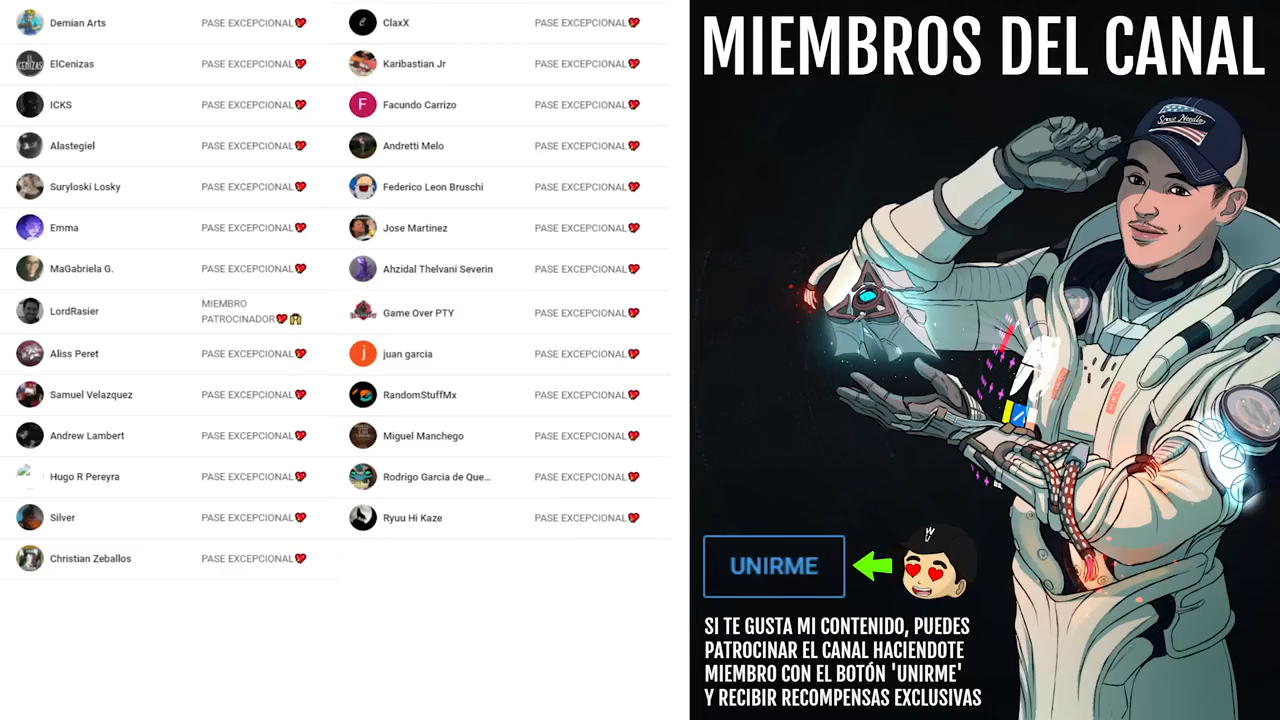 Demian Arts PASE EXCEPCIONAL
ElCenizas PASE EXCEPCIONAL
ICKS PASE EXCEPCIONAL
Alastegiel PASE EXCEPCIONAL
Suryloski Losky PASE EXCEPCIONAL
Emma PASE EXCEPCIONAL
MaGabriela G. PASE EXCEPCIONAL
LordRasier MIEMBRO
PATROCINADOR
Aliss Peret PASE EXCEPCIONAL
Samuel Velazquez PASE EXCEPCIONAL
Andrew Lambert PASE EXCEPCIONAL
Hugo R Pereyra PASE EXCEPCIONAL
Silver PASE EXCEPCIONAL
Christian Zeballos PASE EXCEPCIONAL
ClaxX PASE EXCEPCIONAL
Karibastian Jr PASE EXCEPCIONAL
F Facundo Carrizo PASE EXCEPCIONAL
Andretti Melo PASE EXCEPCIONAL
Federico Leon Bruschi PASE EXCEPCIONAL
Jose Martinez PASE EXCEPCIONAL
Ahzidal Thelvani Severin PASE EXCEPCIONAL
Game Over PTY PASE EXCEPCIONAL
j juan garcia PASE EXCEPCIONAL
RandomStuffMx PASE EXCEPCIONAL
Miguel Manchego PASE EXCEPCIONAL
Rodrigo Garcia de Que... PASE EXCEPCIONAL
Ryuu Hi Kaze PASE EXCEPCIONAL
MIEMBROS DEL CANAL
Space Needle
UNIRME
SI TE GUSTA MI CONTENIDO, PUEDES
PATROCINAR EL CANAL HACIENDOTE
MIEMBRO CON EL BOTÓN 'UNIRME'
Y RECIBIR RECOMPENSAS EXCLUSIVAS